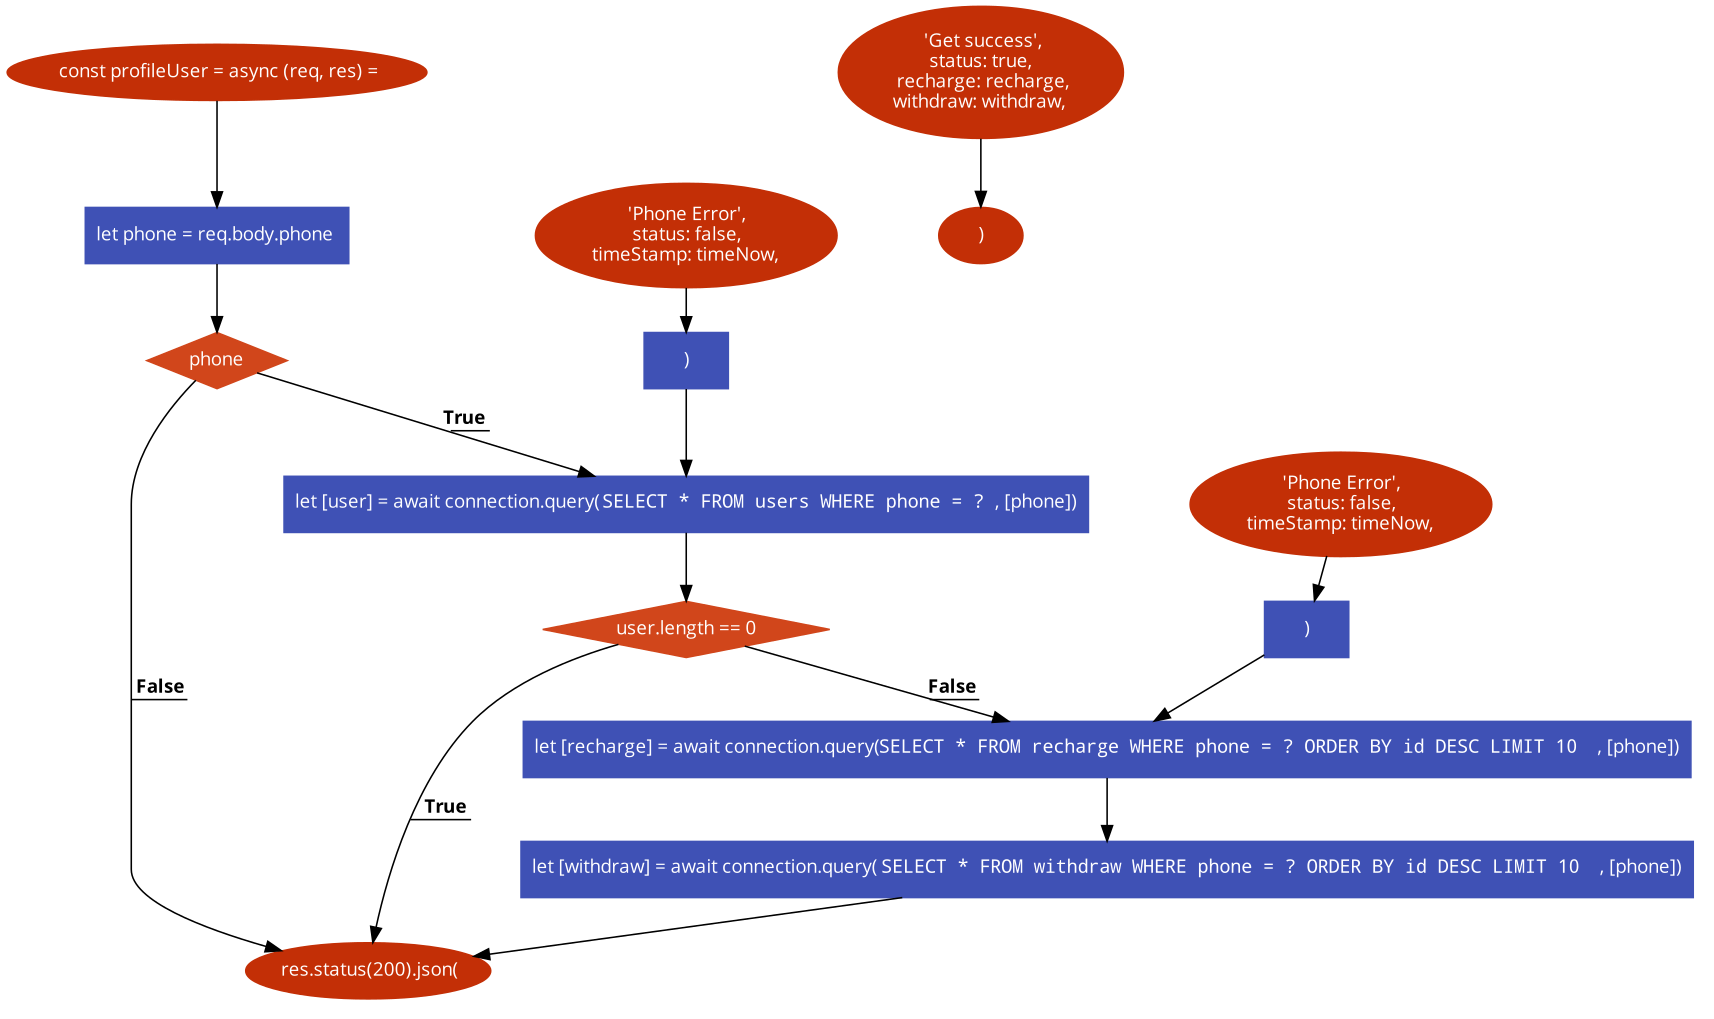 const profileUser = async (req, res) =
'Get success',
status: true,
recharge: recharge,
withdraw: withdraw,
let phone = req.body.phone
'Phone Error',
status: false,
timeStamp: timeNow,
)
phone
)
True
let [user] = await connection.query(SELECT * FROM users WHERE phone = ? , [phone])
'Phone Error',
status: false,
timeStamp: timeNow,
user.length == 0
)
False
False
let [recharge] = await connection.query(SELECT * FROM recharge WHERE phone = ? ORDER BY id DESC LIMIT 10 , [phone])
True
let [withdraw] = await connection.query( SELECT * FROM withdraw WHERE phone = ? ORDER BY id DESC LIMIT 10 , [phone])
res.status(200).json(